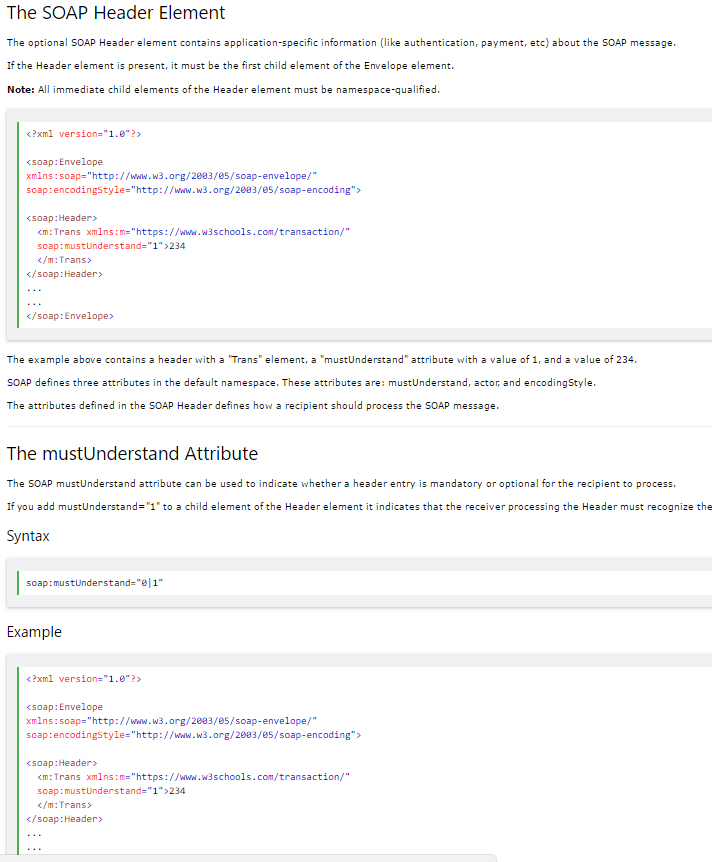 The SOAP Header Element
The optional SOAP Header element contains application-specific information (like authentication, payment, etc) about the SOAP message.
If the Header element is present, it must be the first child element of the Envelope element.
Note: All immediate child elements of the Header element must be namespace-qualified.
<?xml version="1.0"?>
<soap:Envelope
xmlns:soap="http://www.w3.org/2003/05/soap-envelope/"
soap:encodingStyle="http://www.w3.org/2003/05/soap-encoding">
<soap:Header>
<m:Trans xmlns:m="https://www.w3schools.com/transaction/"
soap:mustUnderstand="1">234
</m:Trans>
</soap:Header>
...
...
</soap:Envelope>
The example above contains a header with a "Trans" element, a "mustUnderstand" attribute with a value of 1, and a value of 234.
SOAP defines three attributes in the default namespace. These attributes are: mustUnderstand, actor, and encodingStyle.
The attributes defined in the SOAP Header defines how a recipient should process the SOAP message.
The mustUnderstand Attribute
The SOAP mustUnderstand attribute can be used to indicate whether a header entry is mandatory or optional for the recipient to process.
If you add mustUnderstand="1" to a child element of the Header element it indicates that the receiver processing the Header must recognize the
Syntax
soap:mustUnderstand="0|1"
Example
<?xml version="1.0"?>
<soap:Envelope
xmlns:soap="http://www.w3.org/2003/05/soap-envelope/"
soap:encodingStyle="http://www.w3.org/2003/05/soap-encoding">
<soap:Header>
<m:Trans xmlns:m="https://www.w3schools.com/transaction/"
soap:mustUnderstand="1">234
</m:Trans>
</soap:Header>
...
...